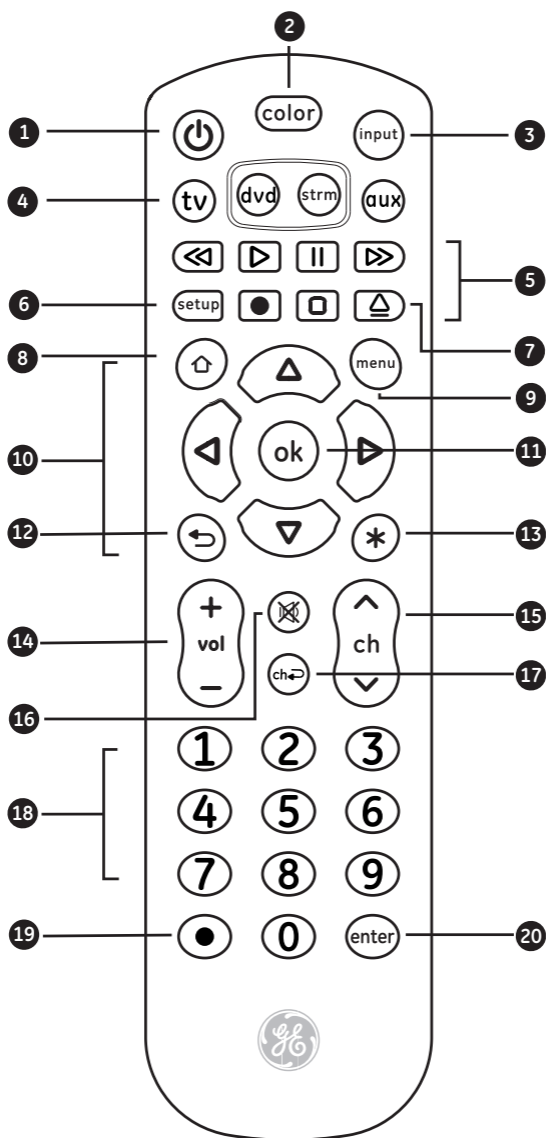 2
color
1
input
3
4
tv
dvd
strm
aux
5
6
setup
7
8
menu
9
10
ok
11
12
*
13
+
14
vol
−
15
ch
16
ch
17
1 2 3
18
4 5 6
7 8 9
19
0
enter
20
GE